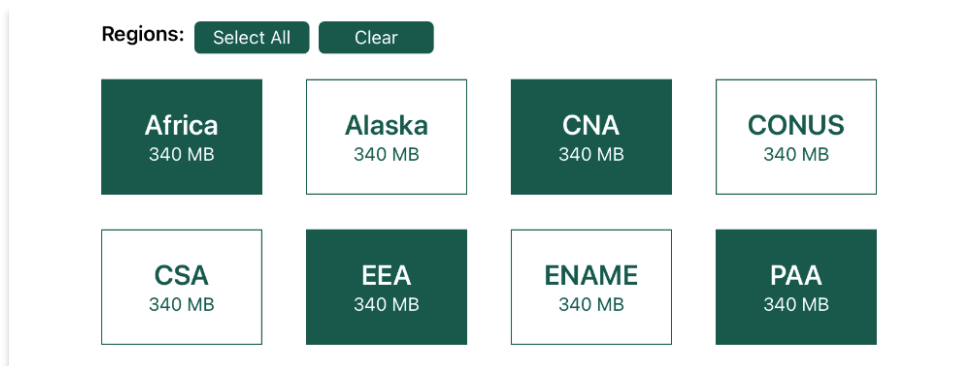 Regions: Select All Clear
Africa Alaska CNA CONUS
340 MB 340 MB 340 MB 340 MB
CSA EEA ENAME PAA
340 MB 340 MB 340 MB 340 MB